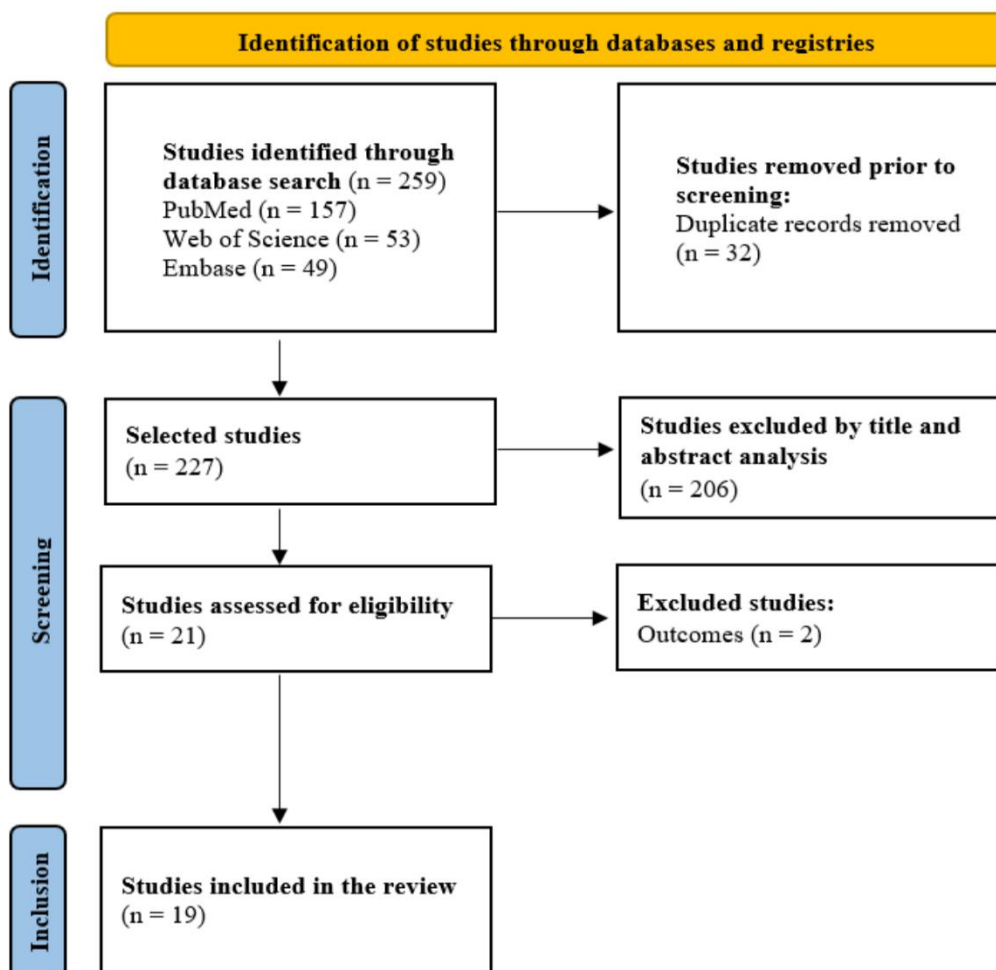 Identification of studies through databases and registries
Identification
Studies identified through
database search (n = 259)
PubMed (n = 157)
Web of Science (n = 53)
Embase (n = 49)
Studies removed prior to
screening:
Duplicate records removed
(n = 32)
Screening
Selected studies
(n = 227)
Studies excluded by title and
abstract analysis
(n = 206)
Studies assessed for eligibility
(n = 21)
Excluded studies:
Outcomes (n = 2)
Inclusion
Studies included in the review
(n = 19)